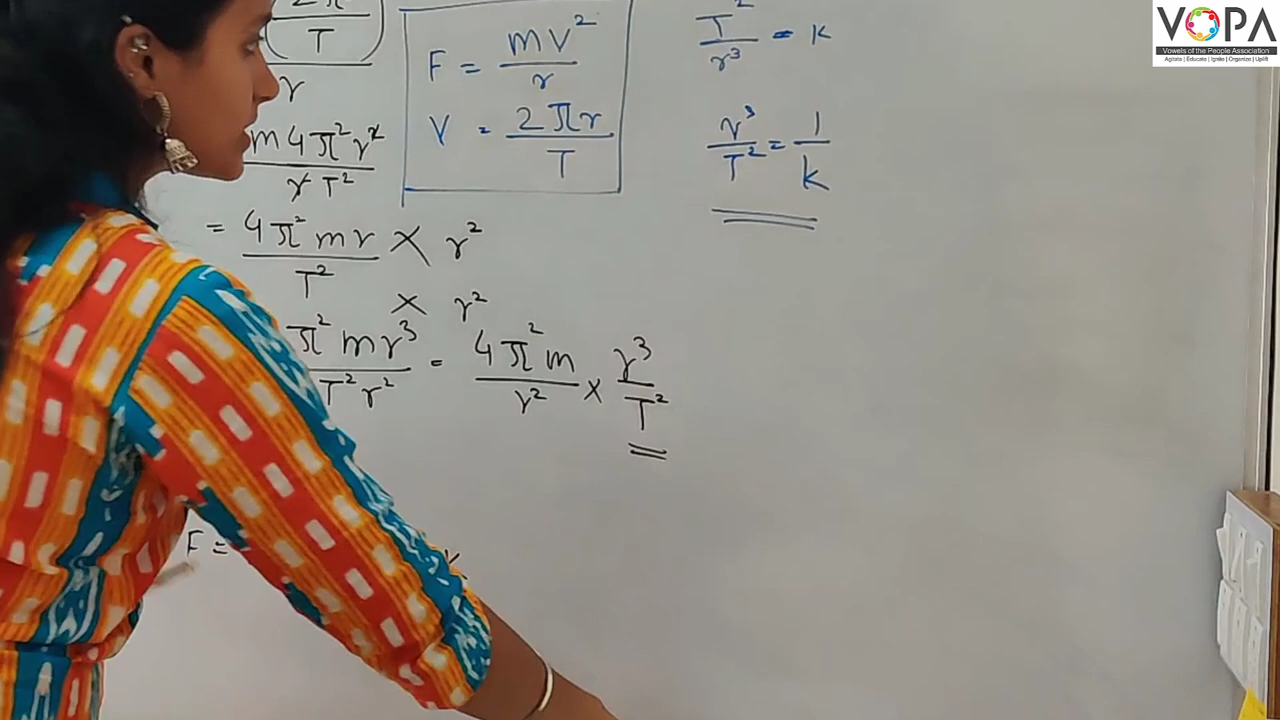 2π
T
r
m4π²r²
r T²
= 4π²mr / T² × r²
× r²
π²mr³ / T²r² = 4π²m / r² × r³ / T²
F =
K
F = mv² / r
V = 2πr / T
T² / r³ = K
r³ / T² = 1 / K
VOPA
Vowels of the People Association
Agitate | Educate | Ignite | Organize | Uplift